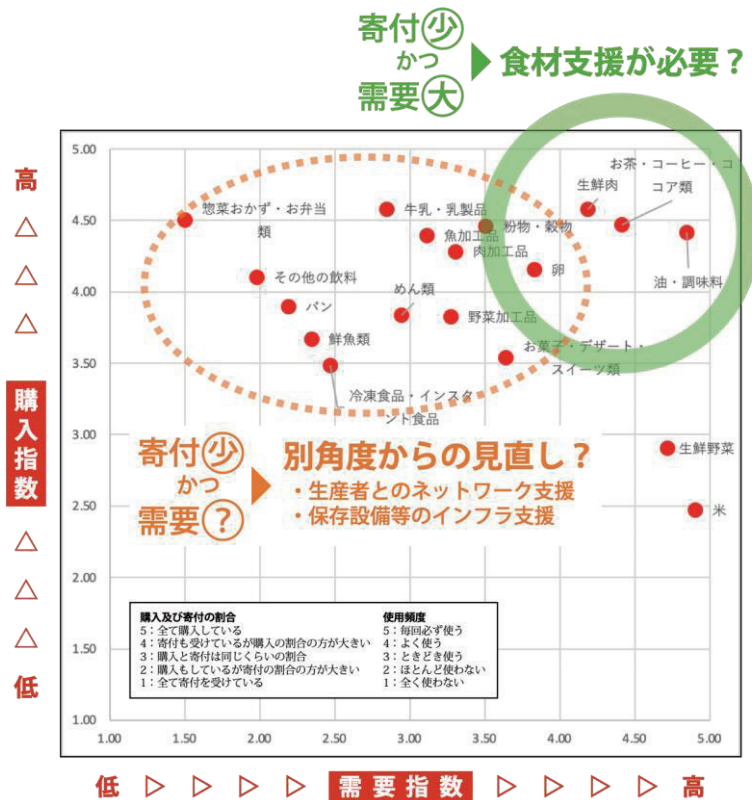 寄付少
かつ
需要大
▶食材支援が必要？
5.00
4.50
4.00
3.50
3.00
2.50
2.00
1.50
1.00
高
△
△
△
購入指数
△
△
△
低
お茶・コーヒー・コ
コア類
生鮮肉
惣菜おかず・お弁当
類
牛乳・乳製品
粉物・穀物
魚加工品
肉加工品
油・調味料
卵
その他の飲料
めん類
パン
野菜加工品
鮮魚類
お菓子・デザート・
スイーツ類
冷凍食品・インスタ
ント食品
寄付少
かつ
需要？
▶別角度からの見直し？
・生産者とのネットワーク支援
・保存設備等のインフラ支援
生鮮野菜
米
購入及び寄付の割合
5：全て購入している
4：寄付も受けているが購入の割合の方が大きい
3：購入と寄付は同じくらいの割合
2：購入もしているが寄付の割合の方が大きい
1：全て寄付を受けている
使用頻度
5：毎回必ず使う
4：よく使う
3：ときどき使う
2：ほとんど使わない
1：全く使わない
1.00 1.50 2.00 2.50 3.00 3.50 4.00 4.50 5.00
低 ▷ ▷ ▷ ▷ ▷ 需要指数 ▷ ▷ ▷ ▷ ▷ 高